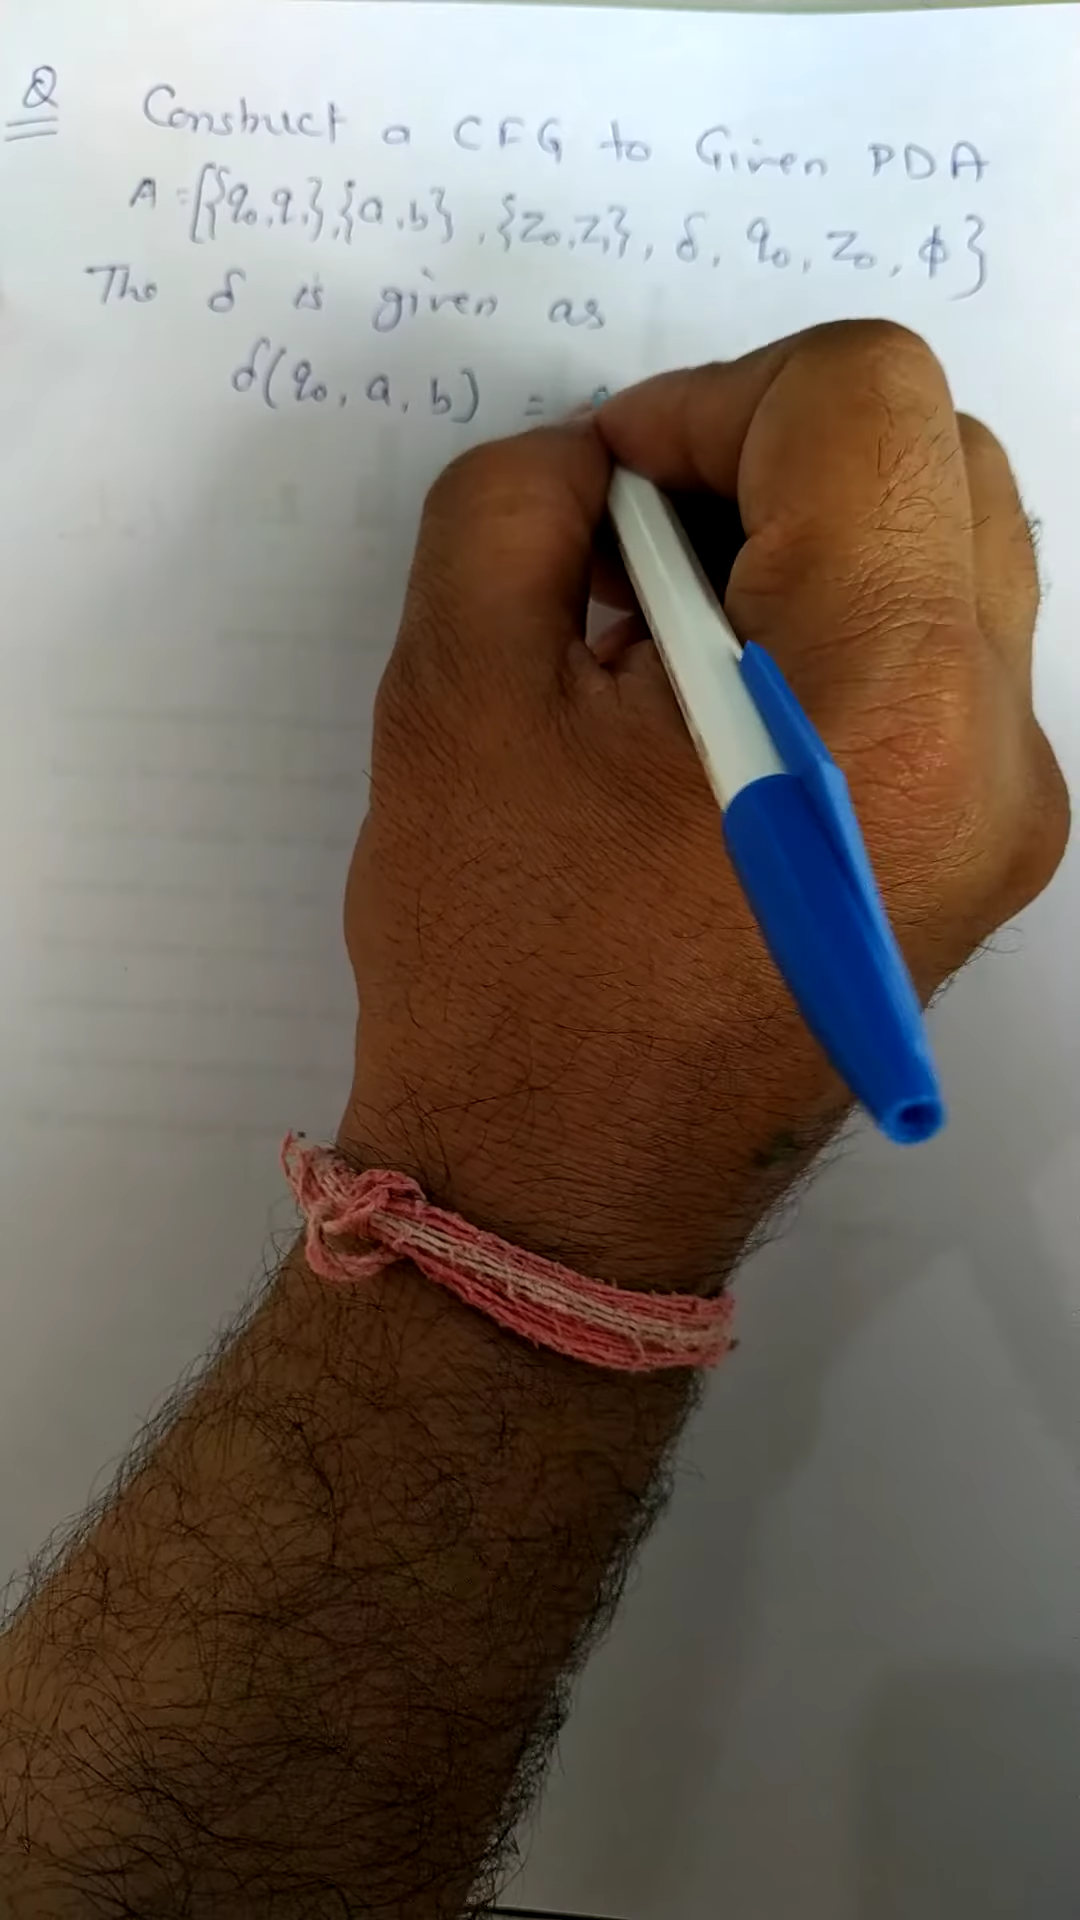 Q Construct a CFG to Given PDA
A = [{q₀,q₁},{a,b},{z₀,z₁}, δ, q₀, z₀, ϕ}
The δ is given as
δ(q₀, a, b) =